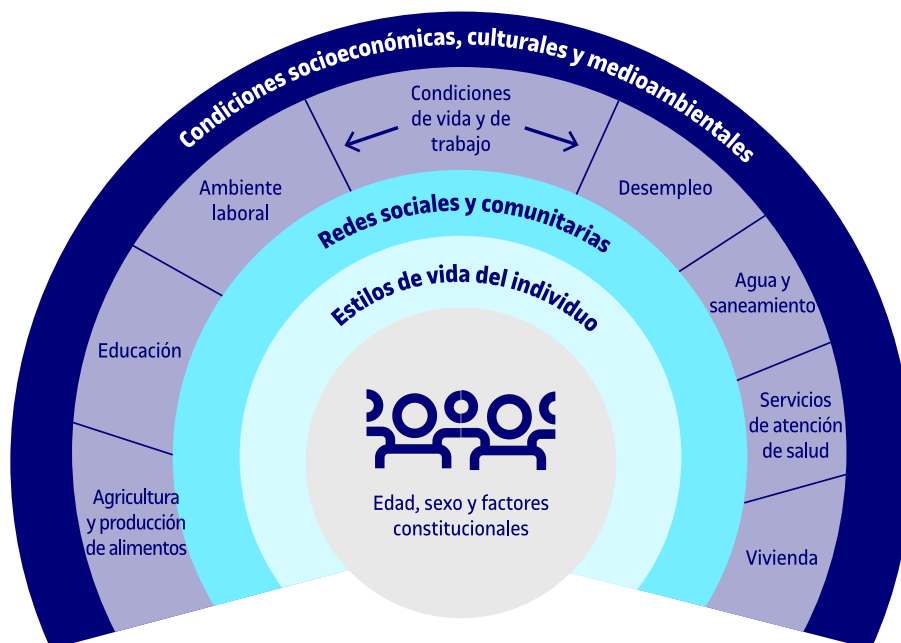 Condiciones socioeconómicas, culturales y medioambientales
Condiciones
de vida y de
trabajo
Ambiente
laboral
Desempleo
Redes sociales y comunitarias
Estilos de vida del individuo
Agua y
saneamiento
Educación
Servicios
de atención
de salud
Agricultura
y producción
de alimentos
Edad, sexo y factores
constitucionales
Vivienda